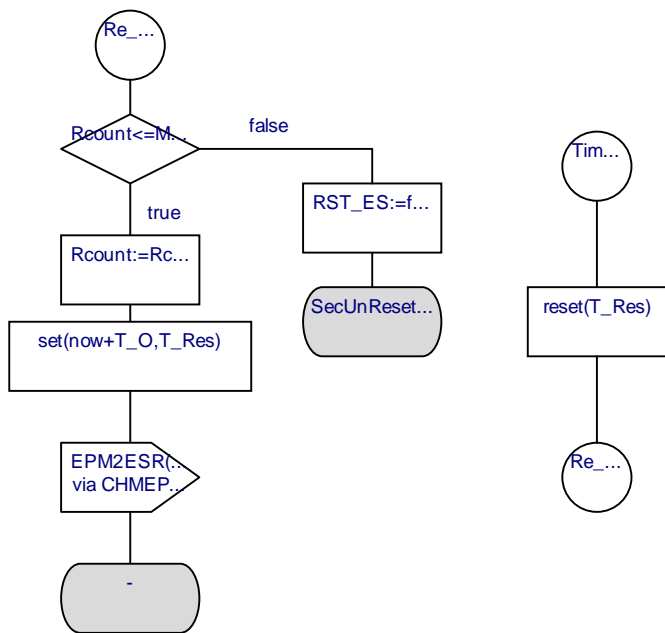 Re_...
Rcount<=M...
false
true
RST_ES:=f...
Rcount:=Rc...
SecUnReset...
set(now+T_O,T_Res)
EPM2ESR(...
via CHMEP...
-
Tim...
reset(T_Res)
Re_...